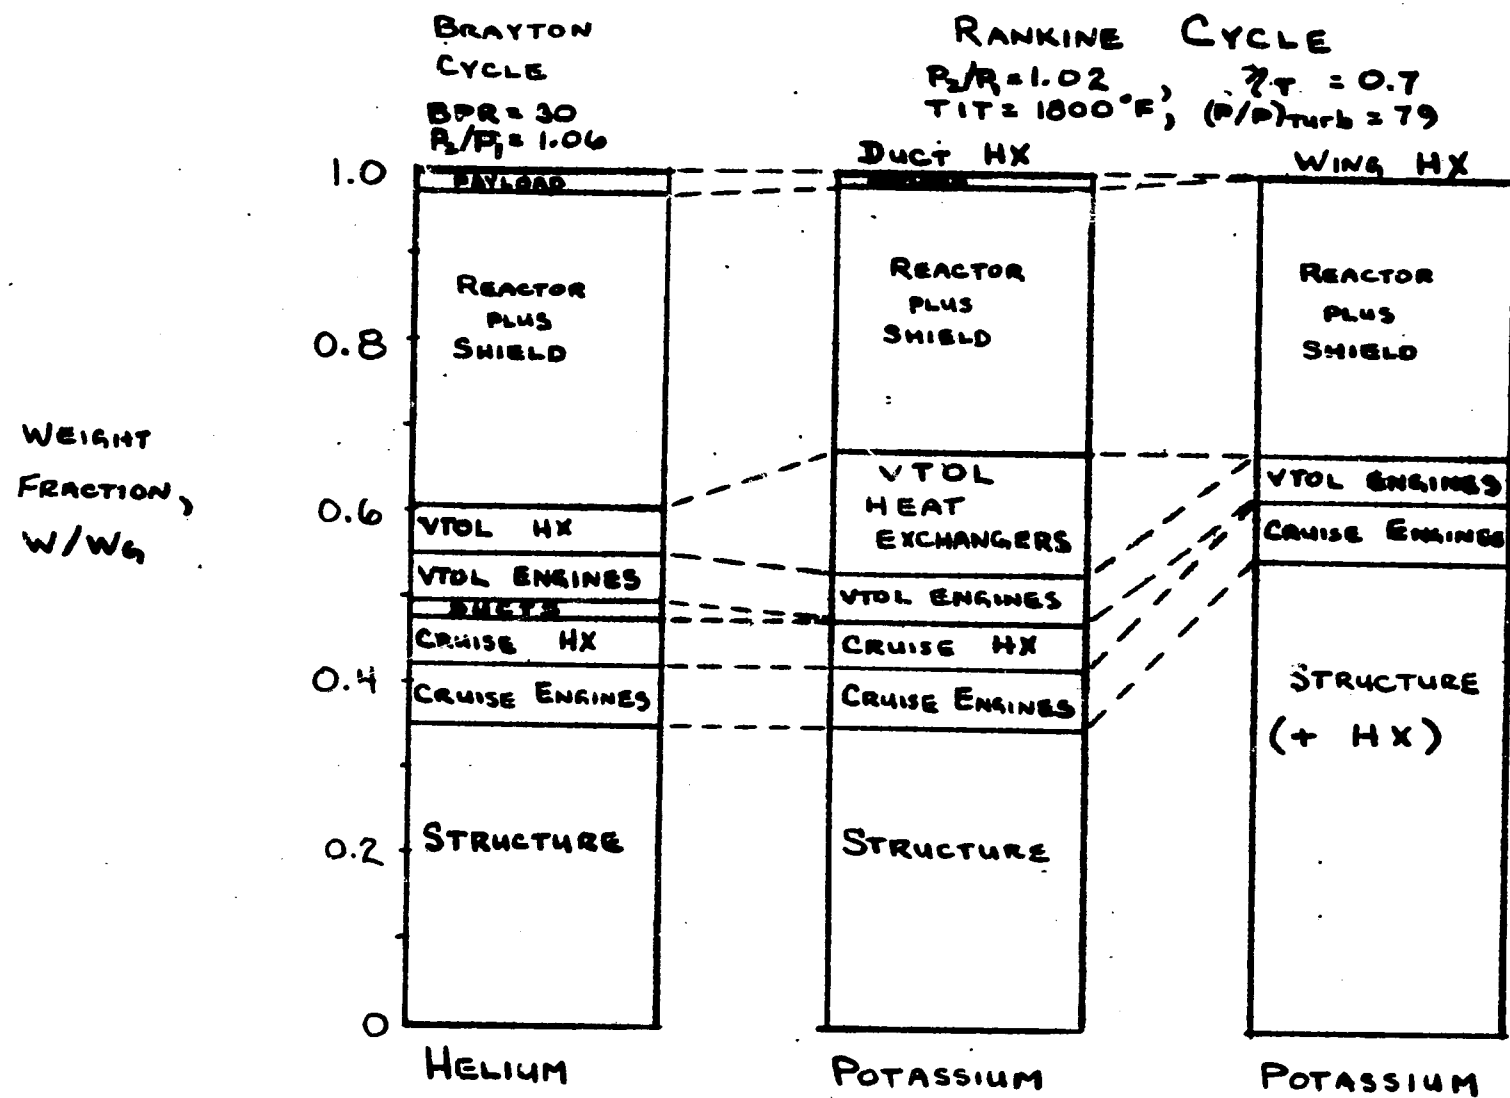 BRAYTON
CYCLE
BPR = 30
P₂/P₁ = 1.06
RANKINE CYCLE
P₂/P₁ = 1.02, ηT = 0.7
TIT = 1800°F, (P/P)Turb = 79
DUCT HX
WING HX
1.0
0.8
0.6
0.4
0.2
0
WEIGHT
FRACTION,
W/WG
PAYLOAD
REACTOR
PLUS
SHIELD
VTOL HX
VTOL ENGINES
DUCTS
CRUISE HX
CRUISE ENGINES
STRUCTURE
HELIUM
REACTOR
PLUS
SHIELD
VTOL
HEAT
EXCHANGERS
VTOL ENGINES
CRUISE HX
CRUISE ENGINES
STRUCTURE
POTASSIUM
REACTOR
PLUS
SHIELD
VTOL ENGINES
CRUISE ENGINES
STRUCTURE
(+ HX)
POTASSIUM